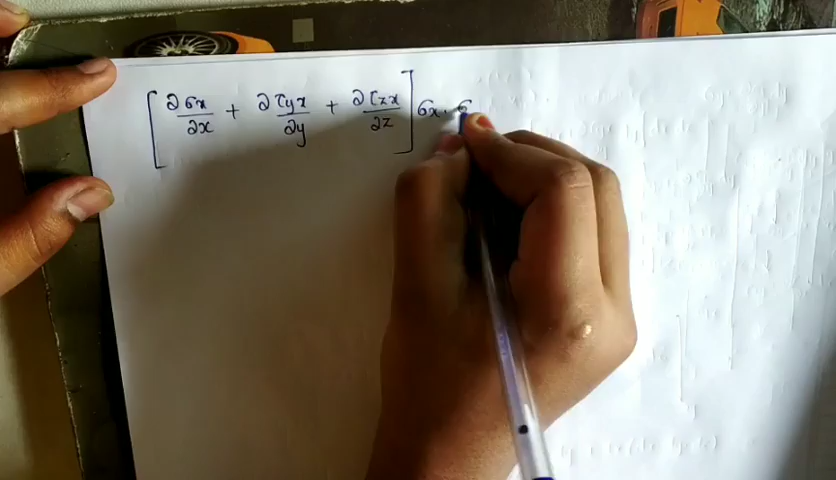 [∂σx/∂x + ∂τyx/∂y + ∂τzx/∂z] δx · δ